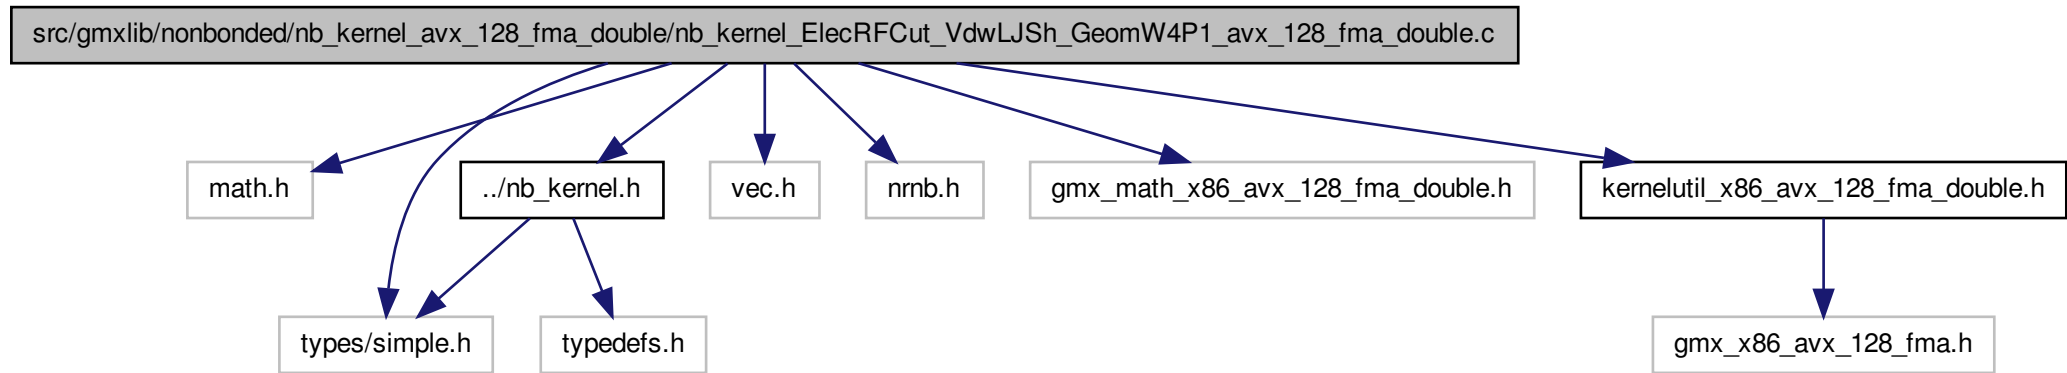 src/gmxlib/nonbonded/nb_kernel_avx_128_fma_double/nb_kernel_ElecRFCut_VdwLJSh_GeomW4P1_avx_128_fma_double.c
math.h
../nb_kernel.h
vec.h
nrnb.h
gmx_math_x86_avx_128_fma_double.h
kernelutil_x86_avx_128_fma_double.h
types/simple.h
typedefs.h
gmx_x86_avx_128_fma.h